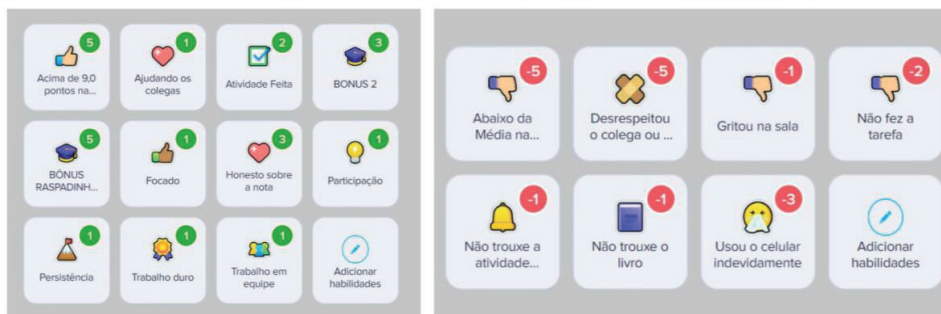 5
Acima de 9,0
pontos na...
1
Ajudando os
colegas
2
Atividade Feita
3
BONUS 2
5
BÔNUS
RASPADINH...
1
Focado
3
Honesto sobre
a nota
1
Participação
1
Persistência
1
Trabalho duro
1
Trabalho em
equipe
Adicionar
habilidades
-5
Abaixo da
Média na...
-5
Desrespeitou
o colega ou ...
-1
Gritou na sala
-2
Não fez a
tarefa
-1
Não trouxe a
atividade...
-1
Não trouxe o
livro
-3
Usou o celular
indevidamente
Adicionar
habilidades